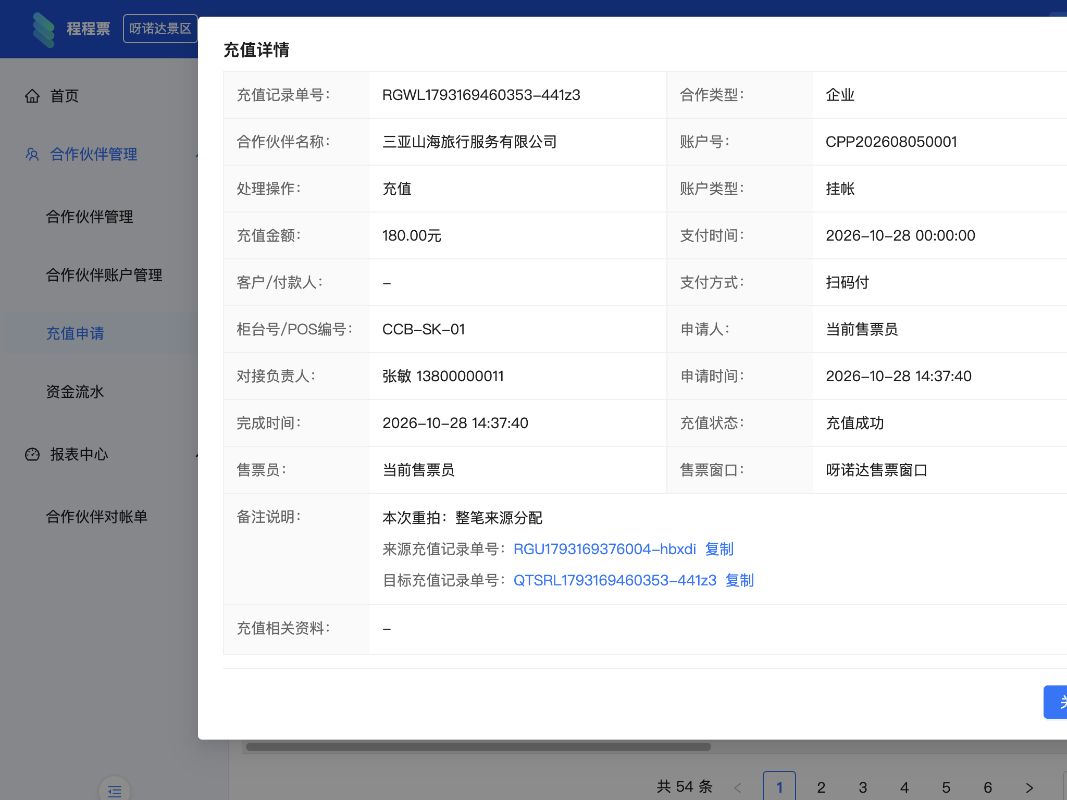 程程票 呀诺达景区
首页
合作伙伴管理
合作伙伴管理
合作伙伴账户管理
充值申请
资金流水
报表中心
合作伙伴对帐单
充值详情
充值记录单号： RGWL1793169460353-441z3 合作类型： 企业
合作伙伴名称： 三亚山海旅行服务有限公司 账户号： CPP202608050001
处理操作： 充值 账户类型： 挂帐
充值金额： 180.00元 支付时间： 2026-10-28 00:00:00
客户/付款人： - 支付方式： 扫码付
柜台号/POS编号： CCB-SK-01 申请人： 当前售票员
对接负责人： 张敏 13800000011 申请时间： 2026-10-28 14:37:40
完成时间： 2026-10-28 14:37:40 充值状态： 充值成功
售票员： 当前售票员 售票窗口： 呀诺达售票窗口
备注说明： 本次重拍：整笔来源分配
来源充值记录单号： RGU1793169376004-hbxdi 复制
目标充值记录单号： QTSRL1793169460353-441z3 复制
充值相关资料： -
共 54 条 < 1 2 3 4 5 6 >